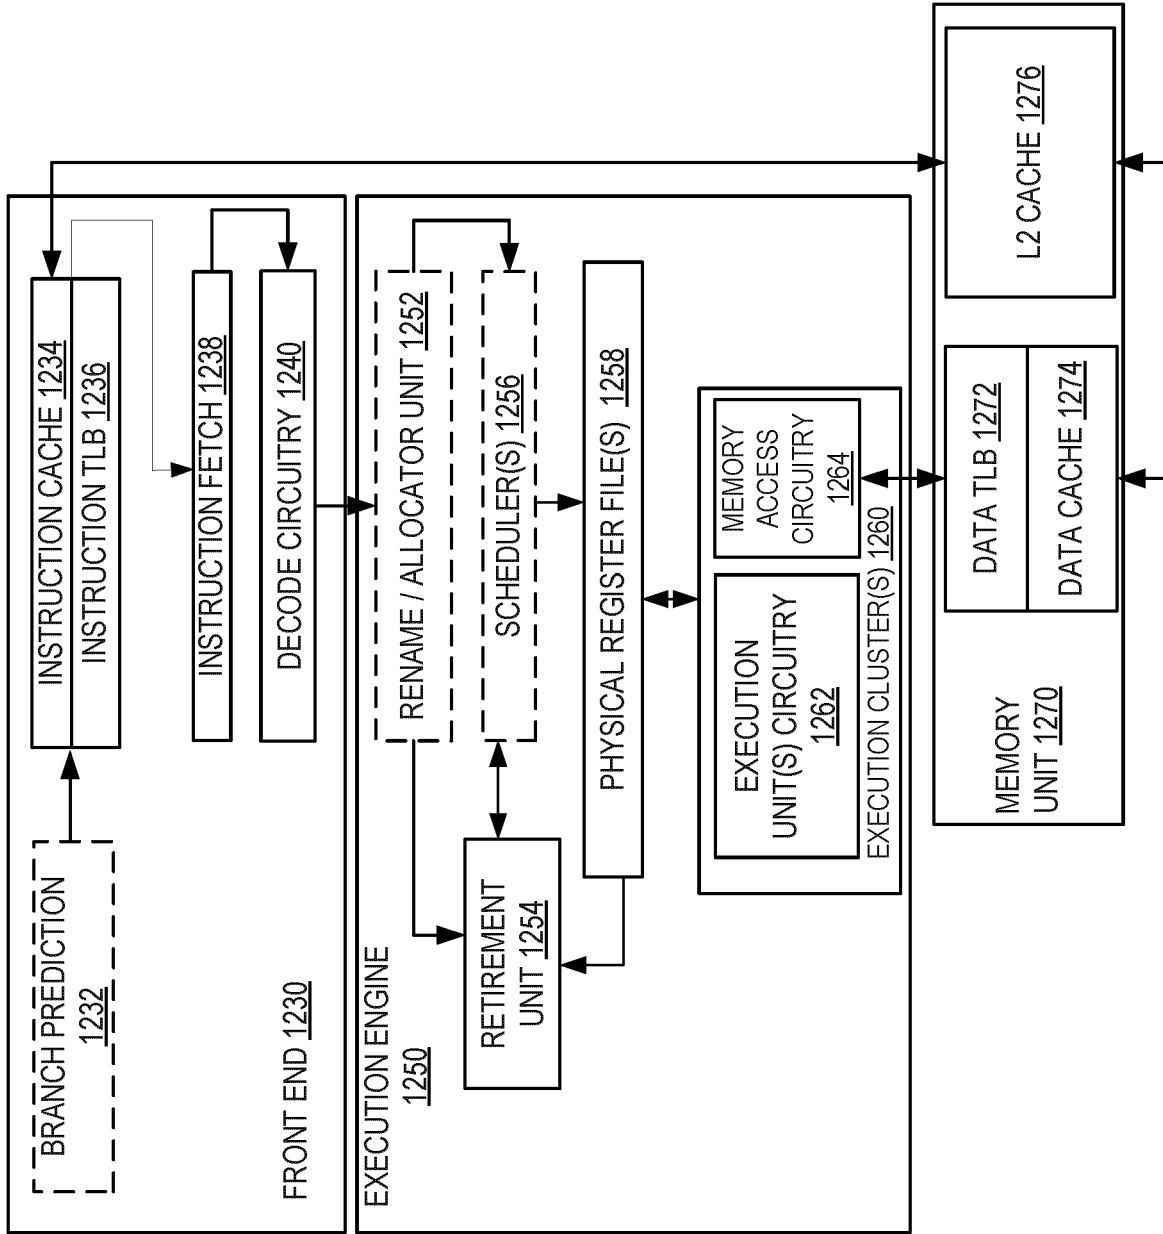 BRANCH PREDICTION
1232
INSTRUCTION CACHE 1234
INSTRUCTION TLB 1236
INSTRUCTION FETCH 1238
DECODE CIRCUITRY 1240
FRONT END 1230
EXECUTION ENGINE
1250
RENAME / ALLOCATOR UNIT 1252
RETIREMENT
UNIT 1254
SCHEDULER(S) 1256
PHYSICAL REGISTER FILE(S) 1258
EXECUTION
UNIT(S) CIRCUITRY
1262
MEMORY
ACCESS
CIRCUITRY
1264
EXECUTION CLUSTER(S) 1260
MEMORY
UNIT 1270
DATA TLB 1272
DATA CACHE 1274
L2 CACHE 1276